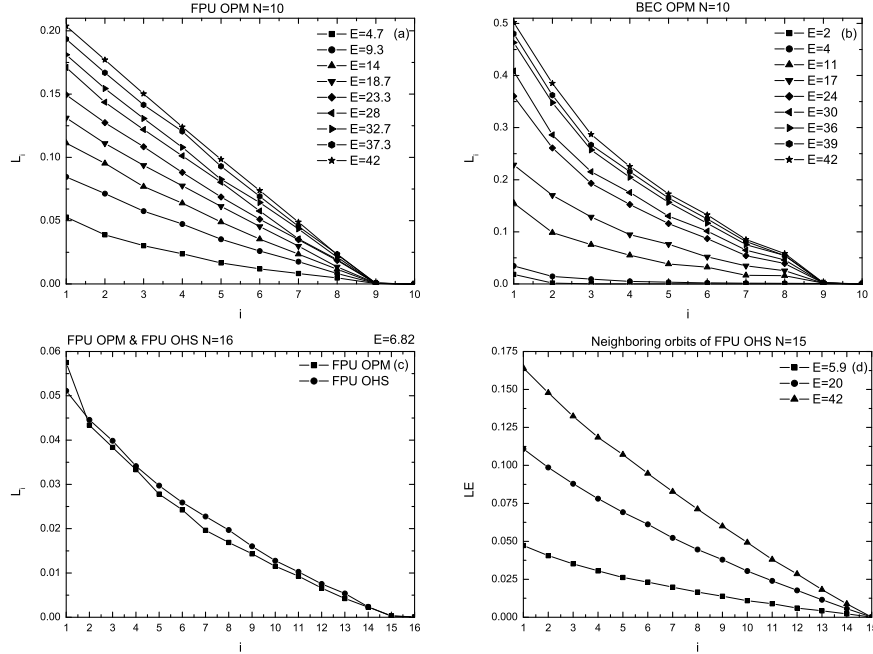 FPU OPM N=10
0.20
0.15
0.10
0.05
0.00
L_i
1 2 3 4 5 6 7 8 9 10
i
E=4.7 (a)
E=9.3
E=14
E=18.7
E=23.3
E=28
E=32.7
E=37.3
E=42
BEC OPM N=10
0.5
0.4
0.3
0.2
0.1
0.0
L_i
1 2 3 4 5 6 7 8 9 10
i
E=2 (b)
E=4
E=11
E=17
E=24
E=30
E=36
E=39
E=42
FPU OPM & FPU OHS N=16 E=6.82
0.06
0.05
0.04
0.03
0.02
0.01
0.00
L_i
1 2 3 4 5 6 7 8 9 10 11 12 13 14 15 16
i
FPU OPM (c)
FPU OHS
Neighboring orbits of FPU OHS N=15
0.175
0.150
0.125
0.100
0.075
0.050
0.025
0.000
LE
1 2 3 4 5 6 7 8 9 10 11 12 13 14 15
i
E=5.9 (d)
E=20
E=42